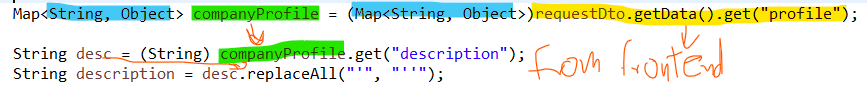 Map<String, Object> companyProfile = (Map<String, Object>)requestDto.getData().get("profile");
String desc = (String) companyProfile.get("description");
String description = desc.replaceAll("'", "''");
from frontend